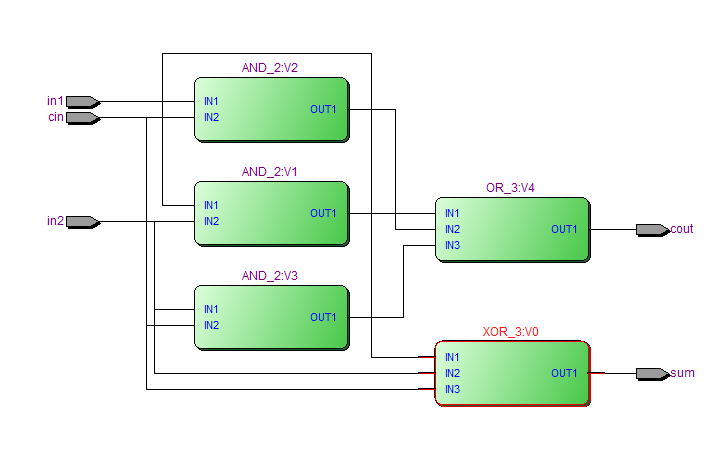 AND_2:V2
in1
IN1
cin
IN2
OUT1
AND_2:V1
IN1
in2
IN2
OUT1
AND_2:V3
IN1
IN2
OUT1
OR_3:V4
IN1
IN2
IN3
OUT1
cout
XOR_3:V0
IN1
IN2
IN3
OUT1
sum